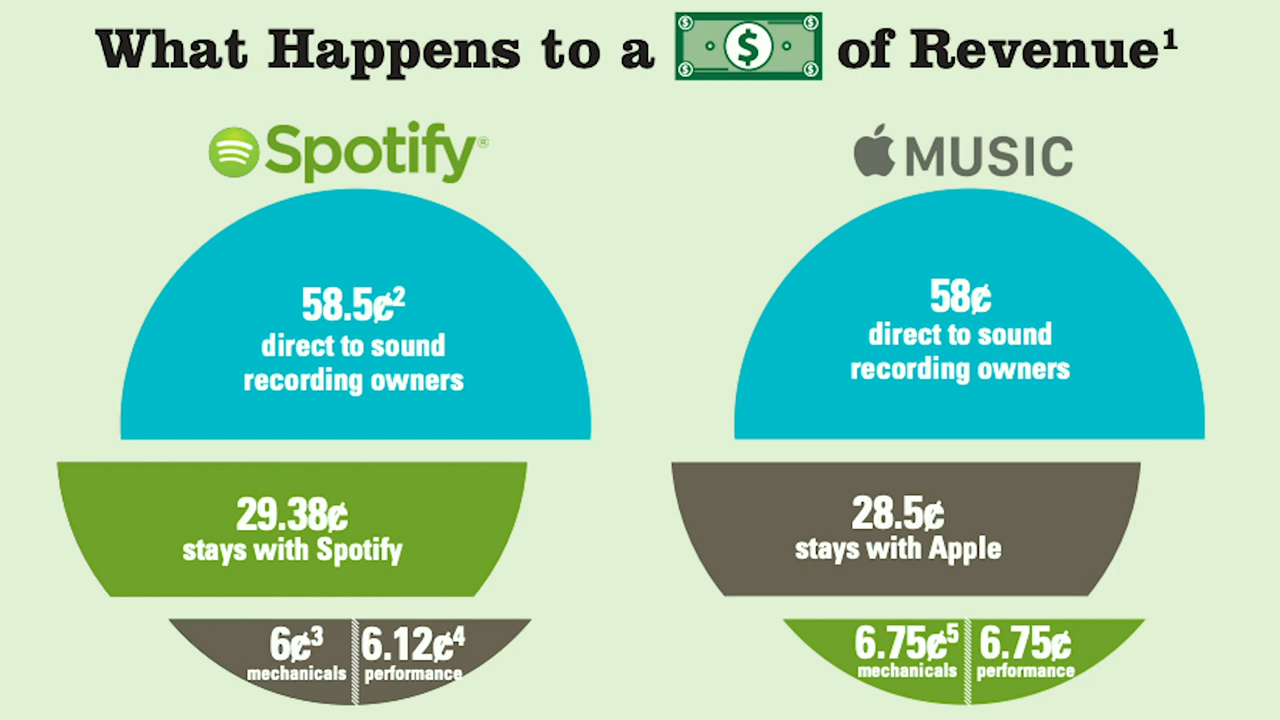 What Happens to a $ of Revenue¹
Spotify®
MUSIC
58.5¢²
direct to sound
recording owners
58¢
direct to sound
recording owners
29.38¢
stays with Spotify
28.5¢
stays with Apple
6¢³
mechanicals
6.12¢⁴
performance
6.75¢⁵
mechanicals
6.75¢
performance